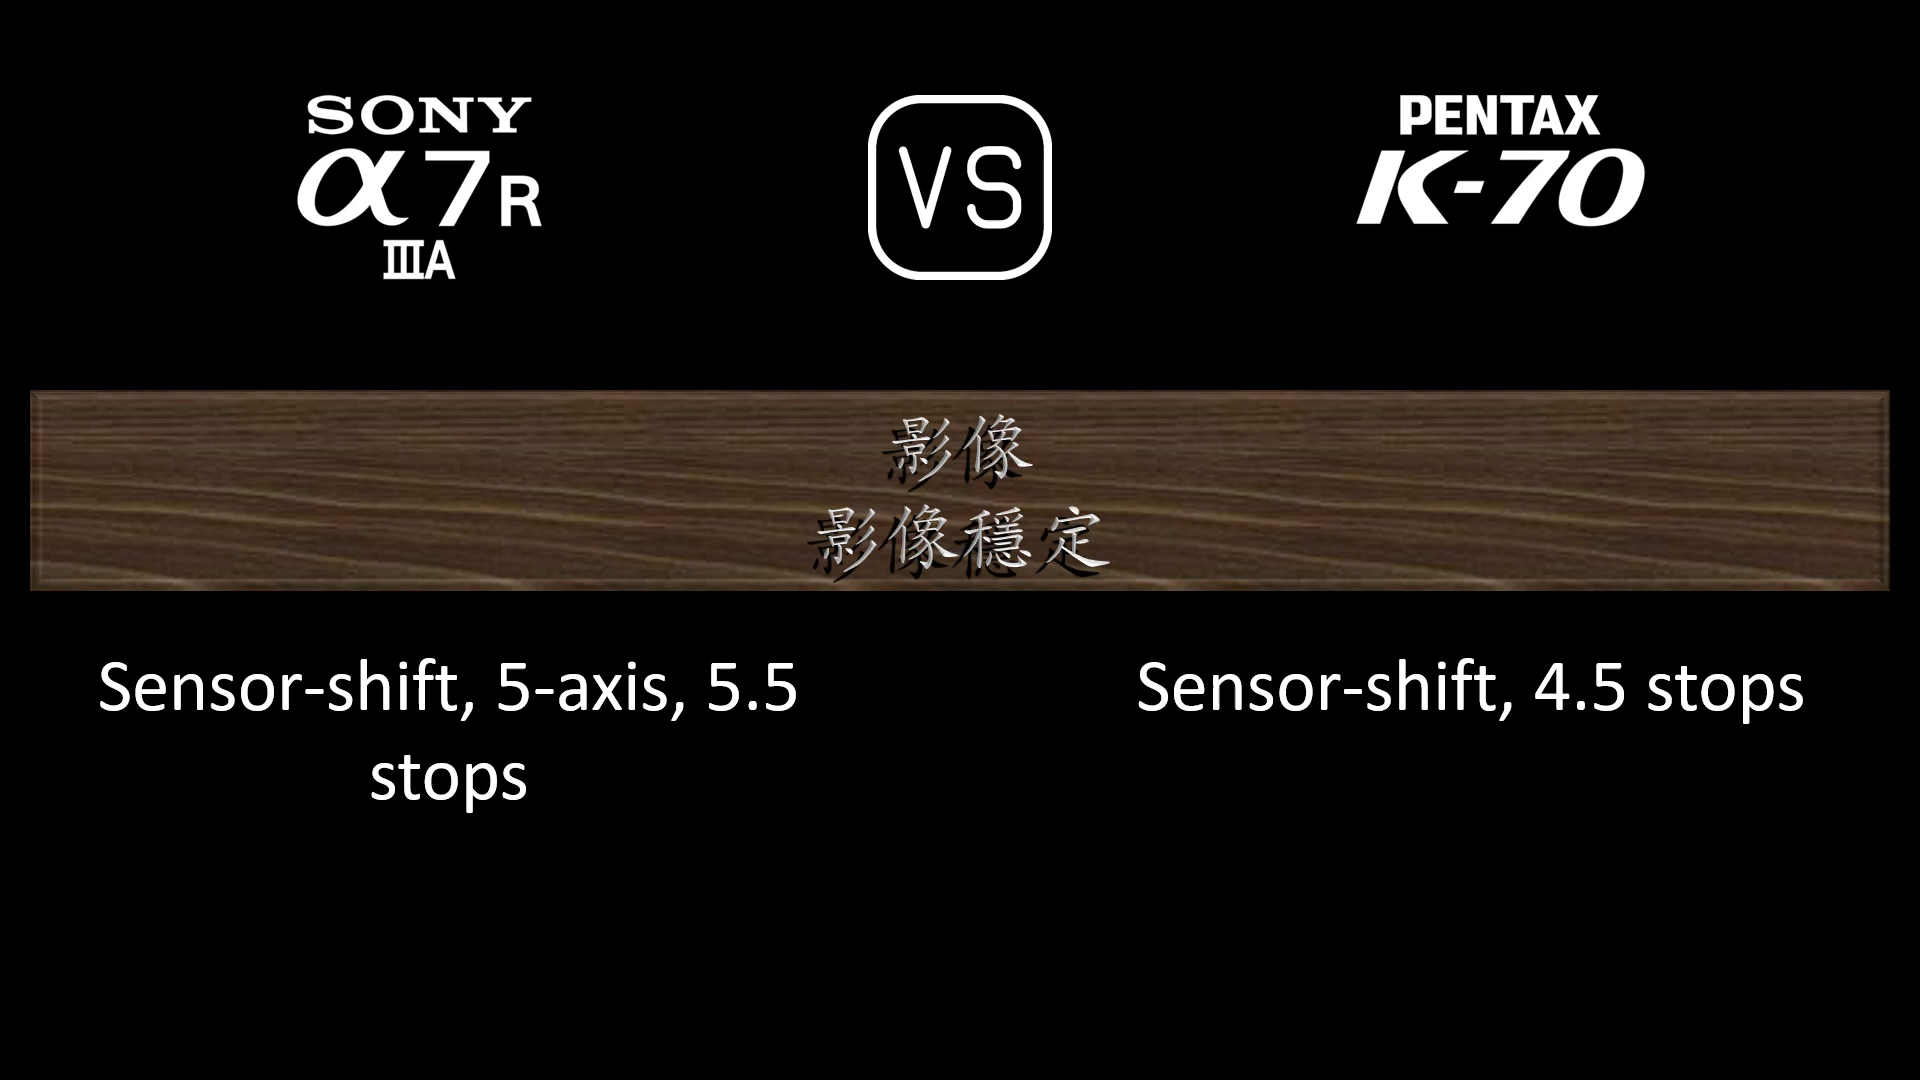 SONY
α7R
IIIA
VS
PENTAX
K-70
影像
影像穩定
Sensor-shift, 5-axis, 5.5
stops
Sensor-shift, 4.5 stops